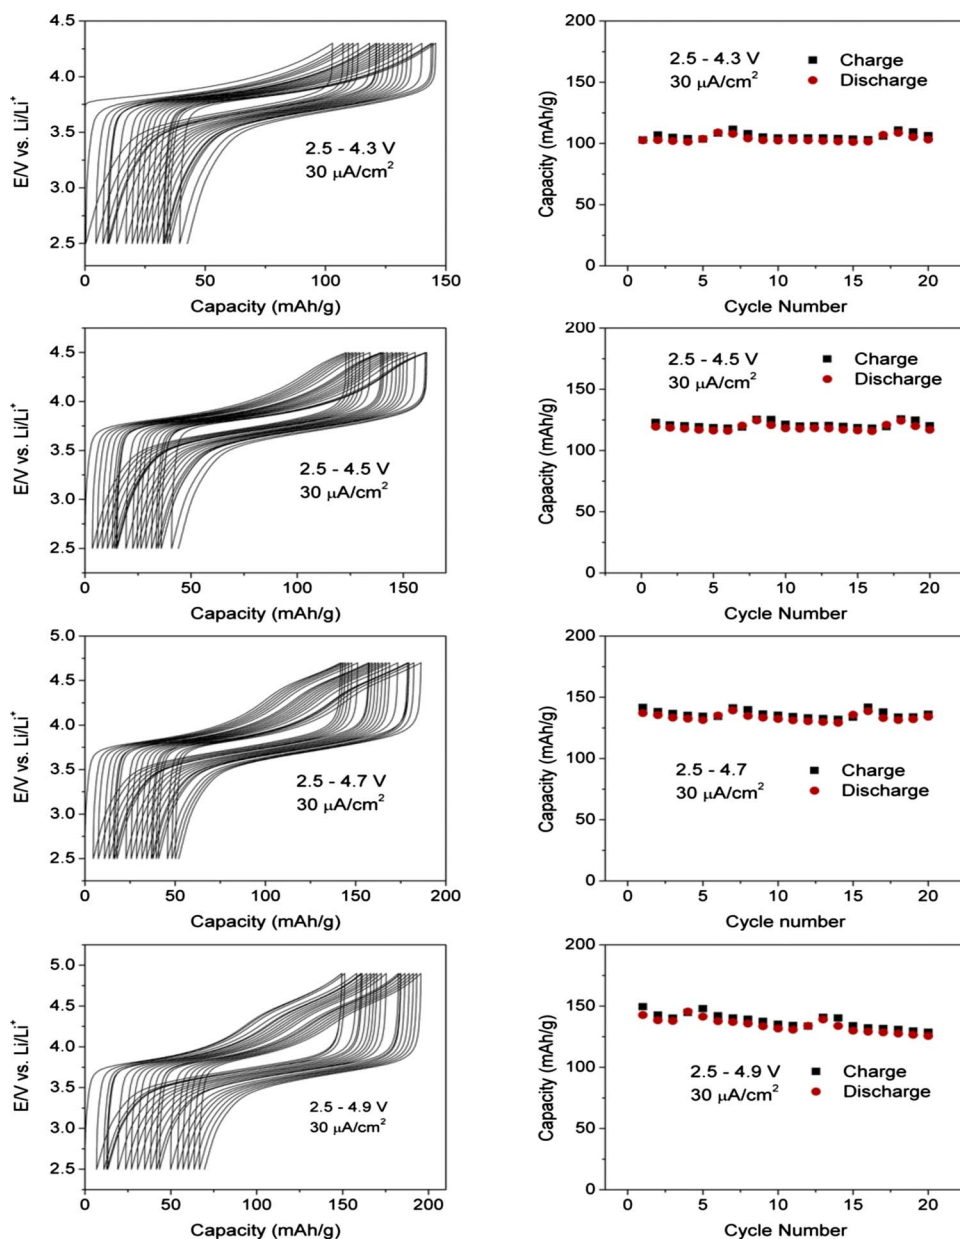 4.5
4.0
3.5
3.0
2.5
E/V vs. Li/Li⁺
2.5 - 4.3 V
30 μA/cm²
0 50 100 150
Capacity (mAh/g)
200
150
100
50
0
Capacity (mAh/g)
2.5 - 4.3 V
30 μA/cm²
Charge
Discharge
0 5 10 15 20
Cycle Number
4.5
4.0
3.5
3.0
2.5
E/V vs. Li/Li⁺
2.5 - 4.5 V
30 μA/cm²
0 50 100 150
Capacity (mAh/g)
200
150
100
50
0
Capacity (mAh/g)
2.5 - 4.5 V
30 μA/cm²
Charge
Discharge
0 5 10 15 20
Cycle Number
5.0
4.5
4.0
3.5
3.0
2.5
E/V vs. Li/Li⁺
2.5 - 4.7 V
30 μA/cm²
0 50 100 150 200
Capacity (mAh/g)
200
150
100
50
0
Capacity (mAh/g)
2.5 - 4.7
30 μA/cm²
Charge
Discharge
0 5 10 15 20
Cycle number
5.0
4.5
4.0
3.5
3.0
2.5
E/V vs. Li/Li⁺
2.5 - 4.9 V
30 μA/cm²
0 50 100 150 200
Capacity (mAh/g)
200
150
100
50
0
Capacity (mAh/g)
2.5 - 4.9 V
30 μA/cm²
Charge
Discharge
0 5 10 15 20
Cycle Number